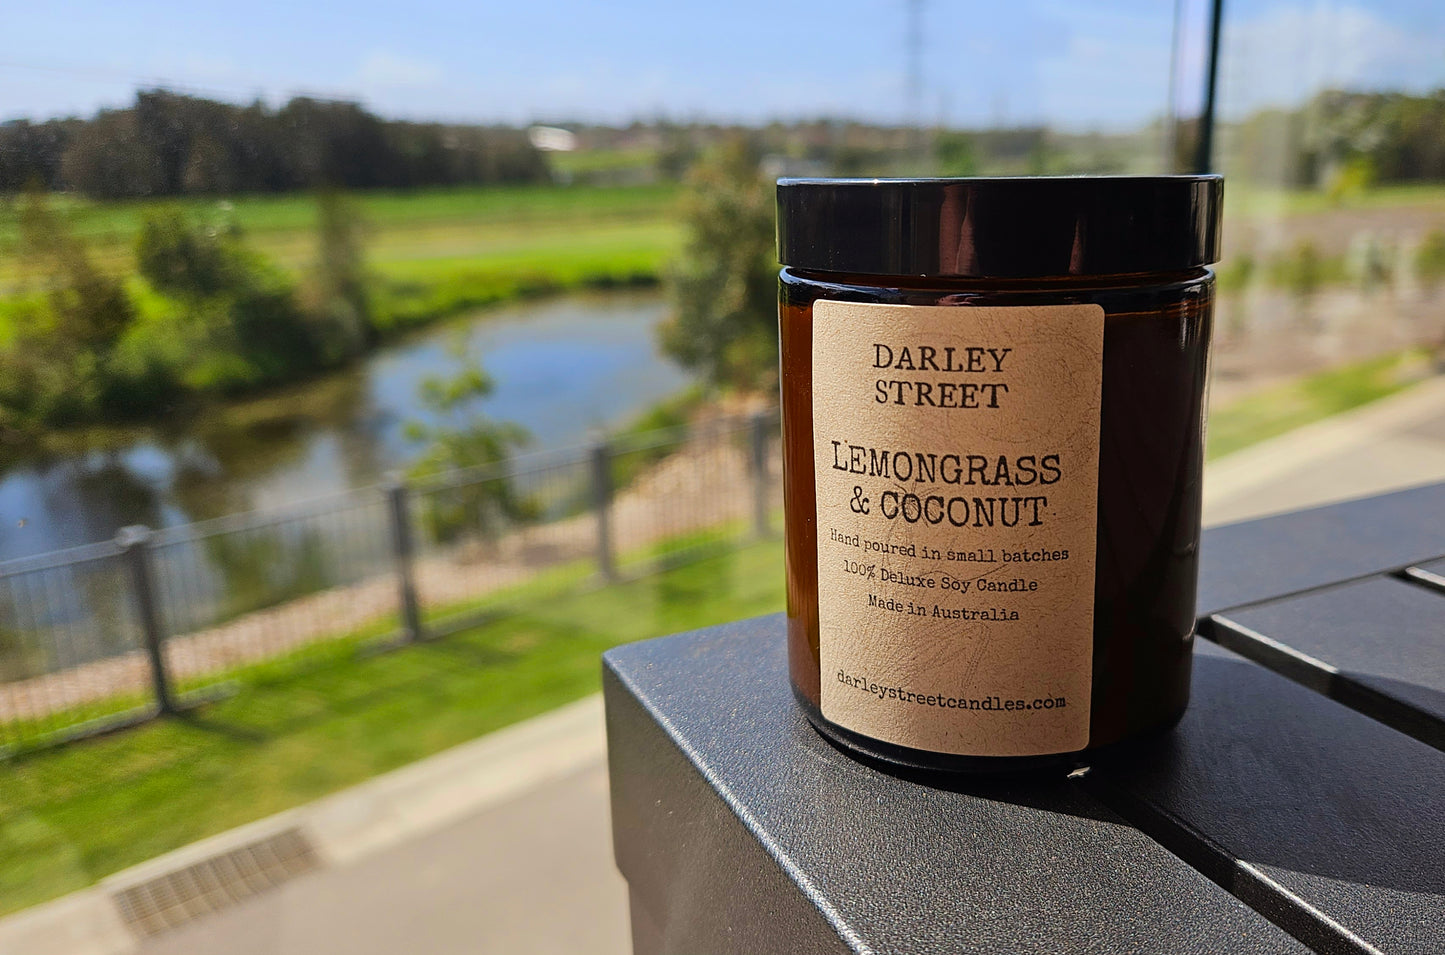 DARLEY
STREET
LEMONGRASS
& COCONUT
Hand poured in small batches
100% Deluxe Soy Candle
Made in Australia
darleystreetcandles.com